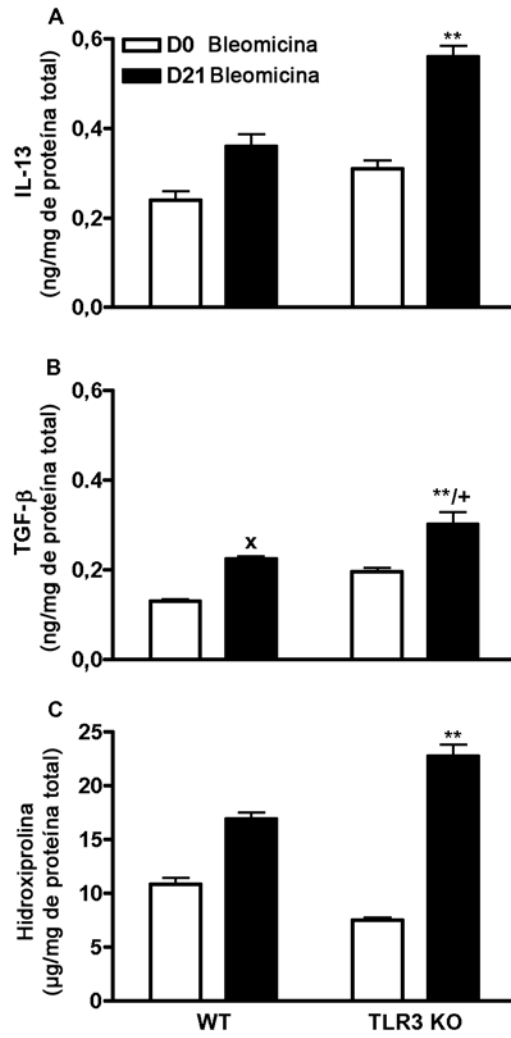 A
IL-13
(ng/mg de proteína total)
0,6
0,4
0,2
0,0
D0 Bleomicina
D21 Bleomicina
**
B
TGF-β
(ng/mg de proteína total)
0,6
0.4
0,2
0,0
x
**/+
C
Hidroxiprolina
(µg/mg de proteína total)
25
20
15
10
5
0
**
WT
TLR3 KO